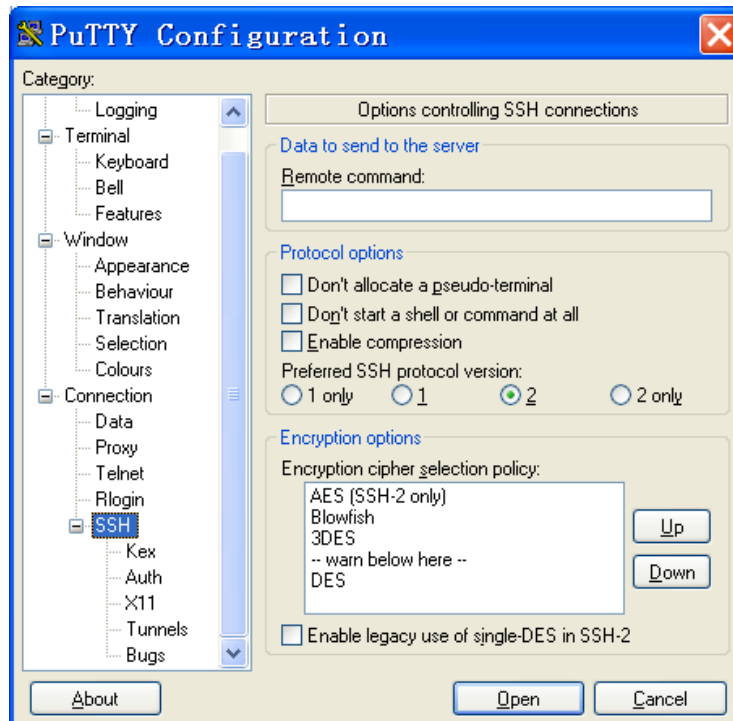 PuTTY Configuration
Category:
Logging
Terminal
Keyboard
Bell
Features
Window
Appearance
Behaviour
Translation
Selection
Colours
Connection
Data
Proxy
Telnet
Rlogin
SSH
Kex
Auth
X11
Tunnels
Bugs
Options controlling SSH connections
Data to send to the server
Remote command:
Protocol options
Don't allocate a pseudo-terminal
Don't start a shell or command at all
Enable compression
Preferred SSH protocol version:
1 only 1 2 2 only
Encryption options
Encryption cipher selection policy:
AES (SSH-2 only)
Blowfish
3DES
-- warn below here --
DES
Up
Down
Enable legacy use of single-DES in SSH-2
About Open Cancel